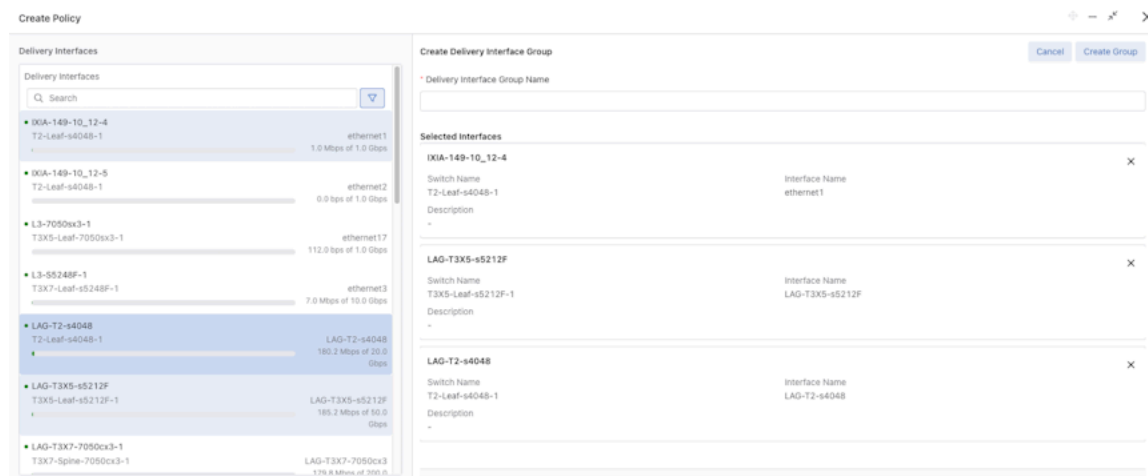 Create Policy
Delivery Interfaces
Delivery Interfaces
Search
IXIA-149-10_12-4
T2-Leaf-s4048-1 ethernet1
1.0 Mbps of 1.0 Gbps
IXIA-149-10_12-5
T2-Leaf-s4048-1 ethernet2
0.0 bps of 1.0 Gbps
L3-7050sx3-1
T3X5-Leaf-7050sx3-1 ethernet17
112.0 bps of 1.0 Gbps
L3-S5248F-1
T3X7-Leaf-s5248F-1 ethernet3
7.0 Mbps of 10.0 Gbps
LAG-T2-s4048
T2-Leaf-s4048-1 LAG-T2-s4048
180.2 Mbps of 20.0
Gbps
LAG-T3X5-s5212F
T3X5-Leaf-s5212F-1 LAG-T3X5-s5212F
185.2 Mbps of 50.0
Gbps
LAG-T3X7-7050cx3-1
T3X7-Spine-7050cx3-1 LAG-T3X7-7050cx3
179.8 Mbps of 200.0
Create Delivery Interface Group
Cancel Create Group
* Delivery Interface Group Name
Selected Interfaces
IXIA-149-10_12-4
Switch Name Interface Name
T2-Leaf-s4048-1 ethernet1
Description
-
LAG-T3X5-s5212F
Switch Name Interface Name
T3X5-Leaf-s5212F-1 LAG-T3X5-s5212F
Description
-
LAG-T2-s4048
Switch Name Interface Name
T2-Leaf-s4048-1 LAG-T2-s4048
Description
-